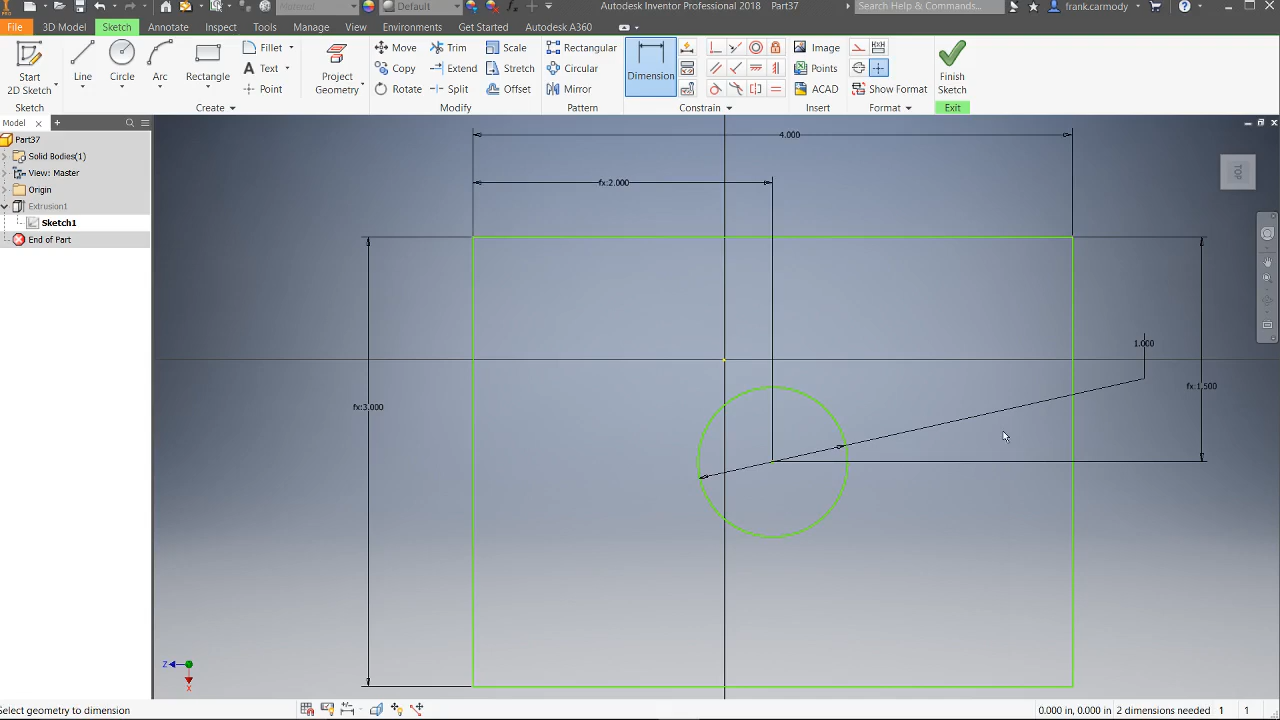 Material
Default
Autodesk Inventor Professional 2018 Part37
Search Help & Commands...
frank.carmody
File
3D Model
Sketch
Annotate
Inspect
Tools
Manage
View
Environments
Get Started
Autodesk A360
Start
2D Sketch
Line
Circle
Arc
Rectangle
Fillet
Text
Point
Project
Geometry
Move
Copy
Rotate
Trim
Extend
Split
Scale
Stretch
Offset
Rectangular
Circular
Mirror
Dimension
Image
Points
ACAD
Show Format
Finish
Sketch
Sketch
Create
Modify
Pattern
Constrain
Insert
Format
Exit
Model
Part37
Solid Bodies(1)
View: Master
Origin
Extrusion1
Sketch1
End of Part
4.000
fx:2.000
TOP
1.000
fx:1.500
fx:3.000
Z
X
Select geometry to dimension
0.000 in, 0.000 in 2 dimensions needed 1 1